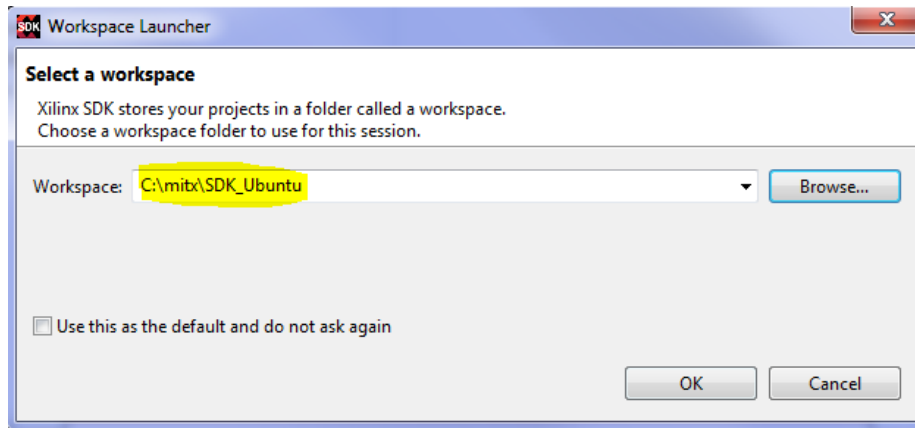 SDK Workspace Launcher
Select a workspace
Xilinx SDK stores your projects in a folder called a workspace.
Choose a workspace folder to use for this session.
Workspace: C:\mitx\SDK_Ubuntu Browse...
Use this as the default and do not ask again
OK Cancel